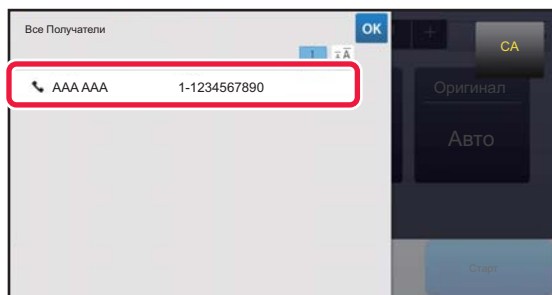 Все Получатели
OK
CA
1
AAA AAA 1-1234567890
Оригинал
Авто
Старт